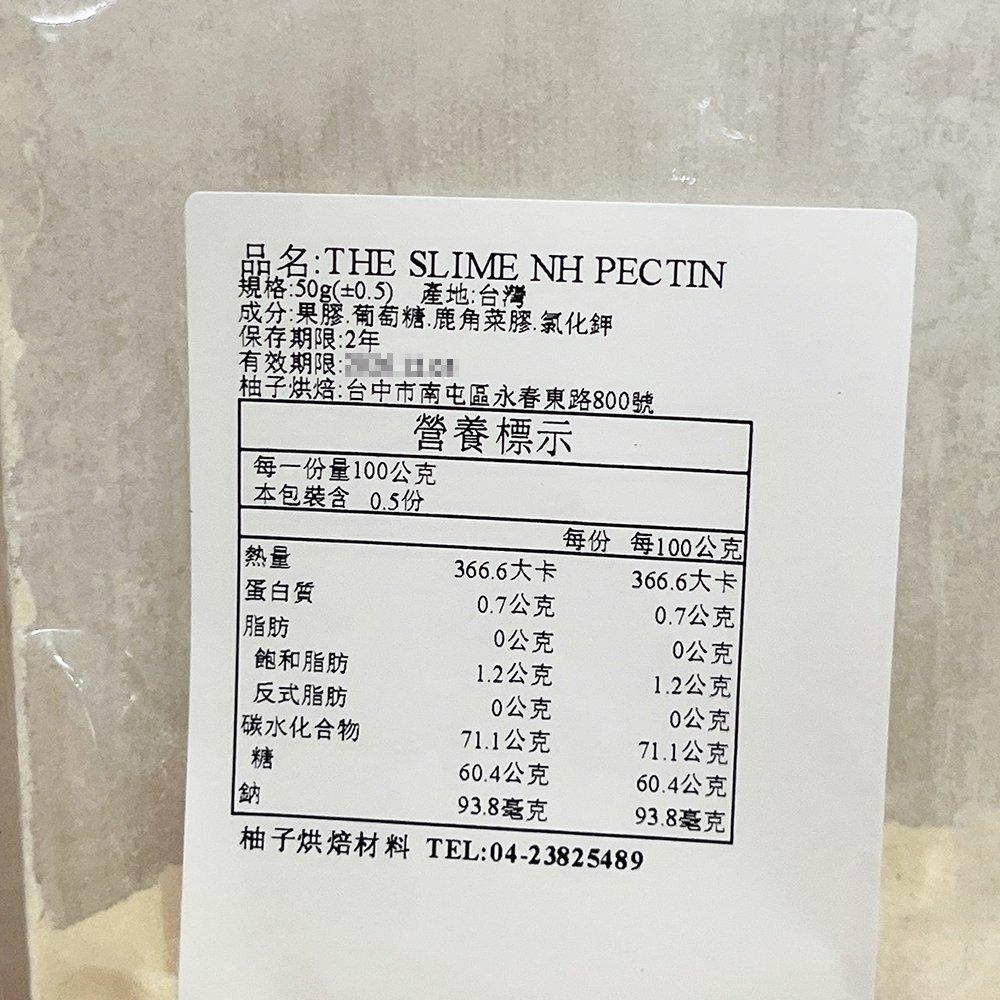 品名:THE SLIME NH PECTIN
規格:50g(±0.5) 產地:台灣
成分:果膠.葡萄糖.鹿角菜膠.氯化鉀
保存期限:2年
有效期限:
柚子烘焙:台中市南屯區永春東路800號
營養標示
每一份量100公克
本包裝含 0.5份
每份 每100公克
熱量 366.6大卡 366.6大卡
蛋白質 0.7公克 0.7公克
脂肪 0公克 0公克
飽和脂肪 1.2公克 1.2公克
反式脂肪 0公克 0公克
碳水化合物 71.1公克 71.1公克
糖 60.4公克 60.4公克
鈉 93.8毫克 93.8毫克
柚子烘焙材料 TEL:04-23825489